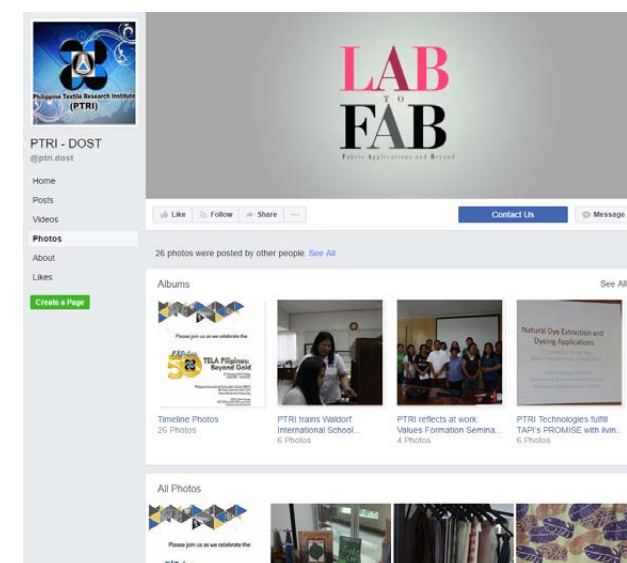 Philippine Textile Research Institute
(PTRI)
PTRI - DOST
@ptri.dost
Home
Posts
Videos
Photos
About
Likes
Create a Page
LAB
TO
FAB
Fabric Applications and Beyond
Like
Follow
Share
...
Contact Us
Message
26 photos were posted by other people. See All
Albums
See All
Please join us as we celebrate the
50
TELA Pilipinas:
Beyond Gold
Natural Dye Extraction and
Dyeing Applications
Timeline Photos
26 Photos
PTRI trains Waldorf
International School...
6 Photos
PTRI reflects at work:
Values Formation Semina...
4 Photos
PTRI Technologies fulfill
TAPI's PROMISE with livin..
6 Photos
All Photos
Please join us as we celebrate the